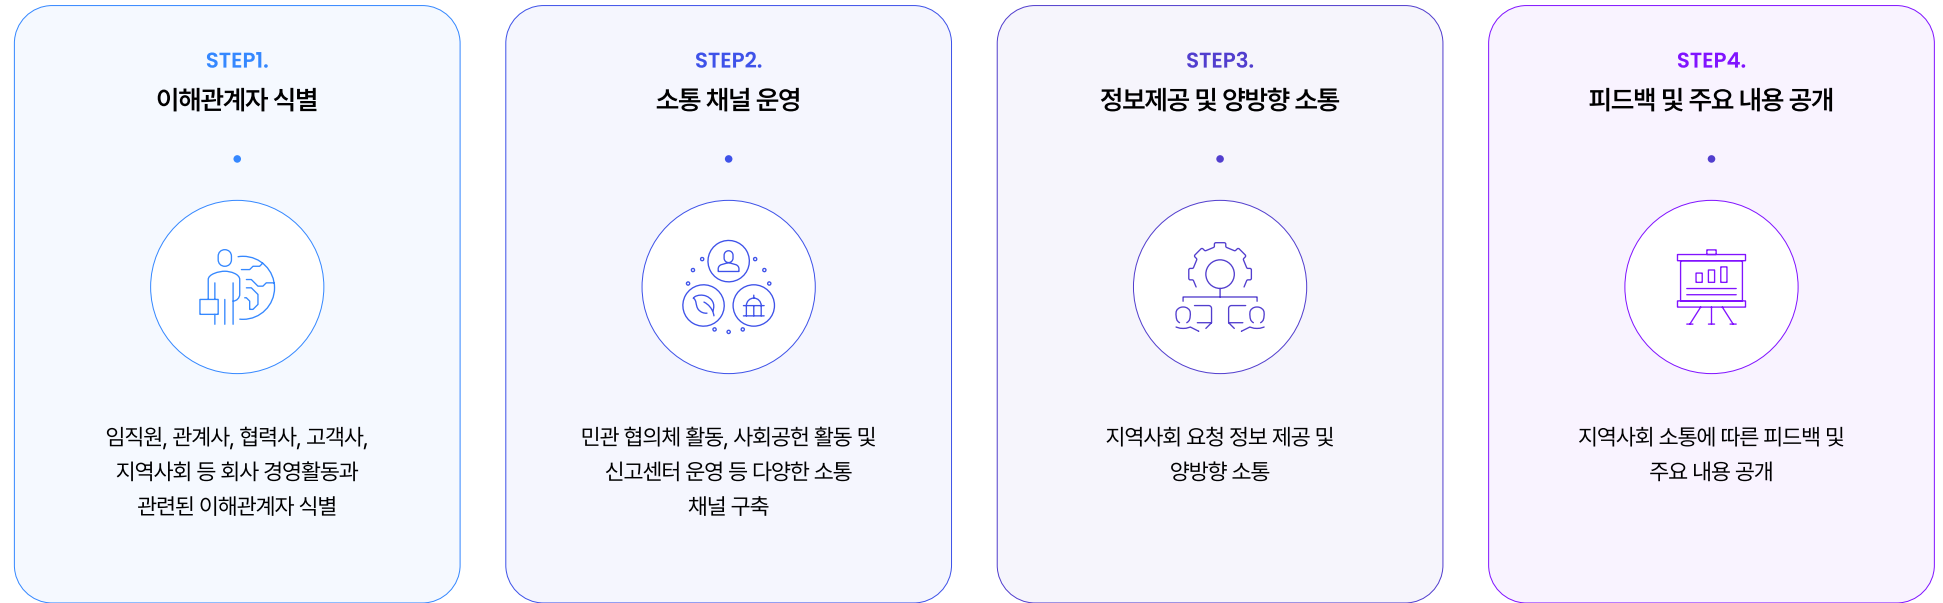 STEP1.
이해관계자 식별
임직원, 관계사, 협력사, 고객사,
지역사회 등 회사 경영활동과
관련된 이해관계자 식별
STEP2.
소통 채널 운영
민관 협의체 활동, 사회공헌 활동 및
신고센터 운영 등 다양한 소통
채널 구축
STEP3.
정보제공 및 양방향 소통
지역사회 요청 정보 제공 및
양방향 소통
STEP4.
피드백 및 주요 내용 공개
지역사회 소통에 따른 피드백 및
주요 내용 공개